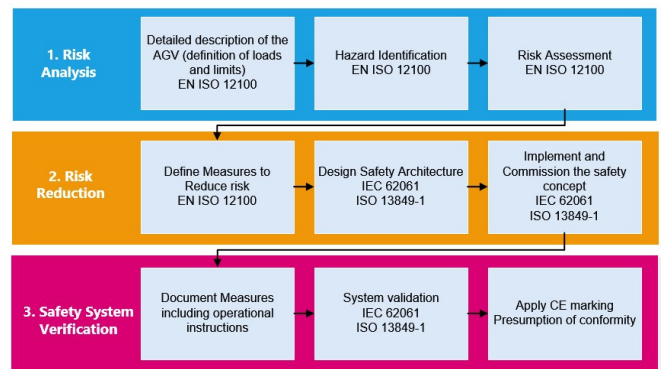 1. Risk
Analysis
Detailed description of the
AGV (definition of loads
and limits)
EN ISO 12100
Hazard Identification
EN ISO 12100
Risk Assessment
EN ISO 12100
2. Risk
Reduction
Define Measures to
Reduce risk
EN ISO 12100
Design Safety Architecture
IEC 62061
ISO 13849-1
Implement and
Commission the safety
concept
IEC 62061
ISO 13849-1
3. Safety System
Verification
Document Measures
including operational
instructions
System validation
IEC 62061
ISO 13849-1
Apply CE marking
Presumption of conformity